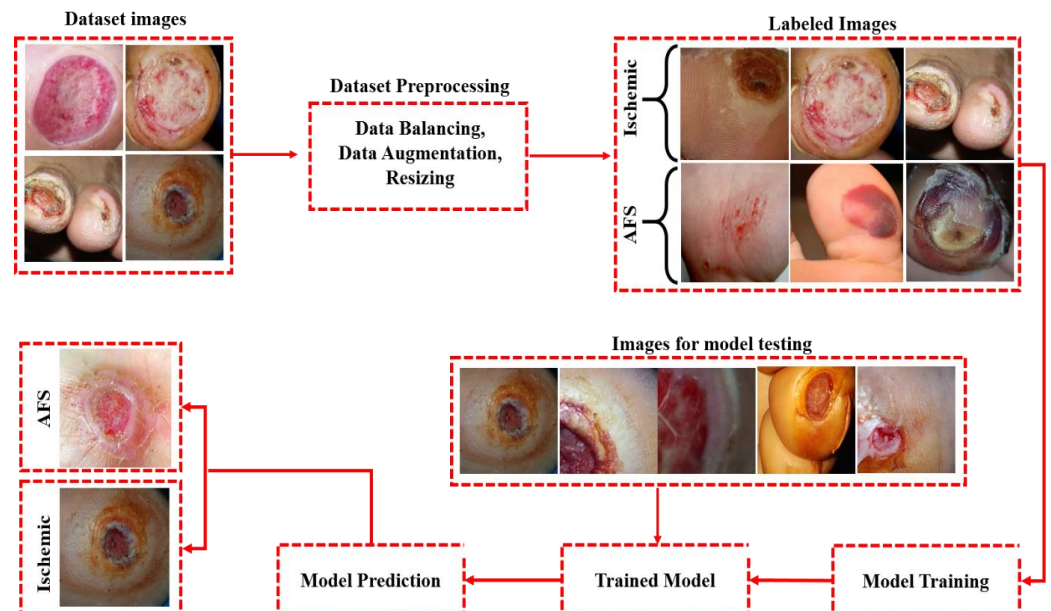 Dataset images
Dataset Preprocessing
Data Balancing,
Data Augmentation,
Resizing
Labeled Images
Ischemic
AFS
Images for model testing
AFS
Ischemic
Model Prediction
Trained Model
Model Training